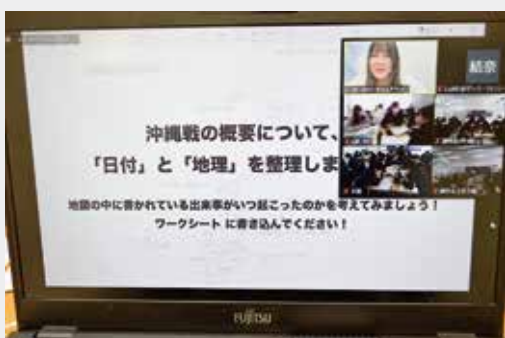 結奈
沖縄戦の概要について、
「日付」と「地理」を整理しま
地図の中に書かれている出来事がいつ起こったのかを考えてみましょう！
ワークシート に書き込んでください！
FUJITSU